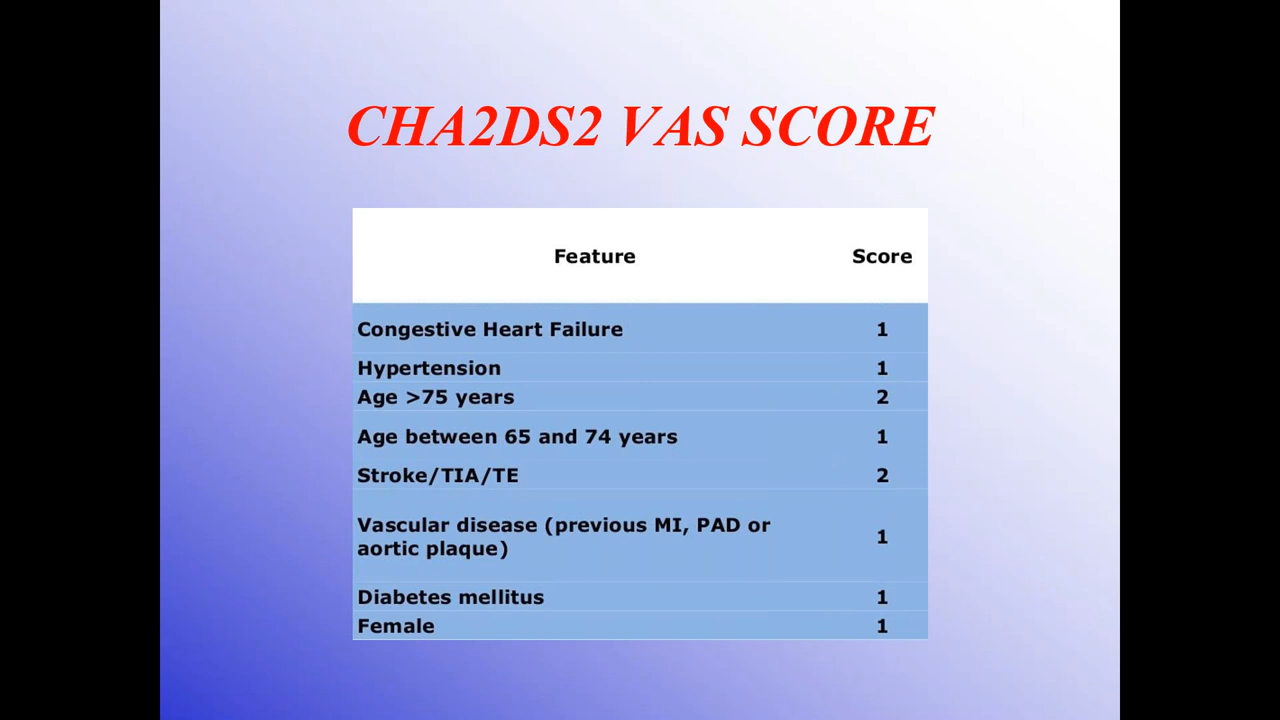 CHA2DS2 VAS SCORE
Feature Score
Congestive Heart Failure 1
Hypertension 1
Age >75 years 2
Age between 65 and 74 years 1
Stroke/TIA/TE 2
Vascular disease (previous MI, PAD or
aortic plaque) 1
Diabetes mellitus 1
Female 1